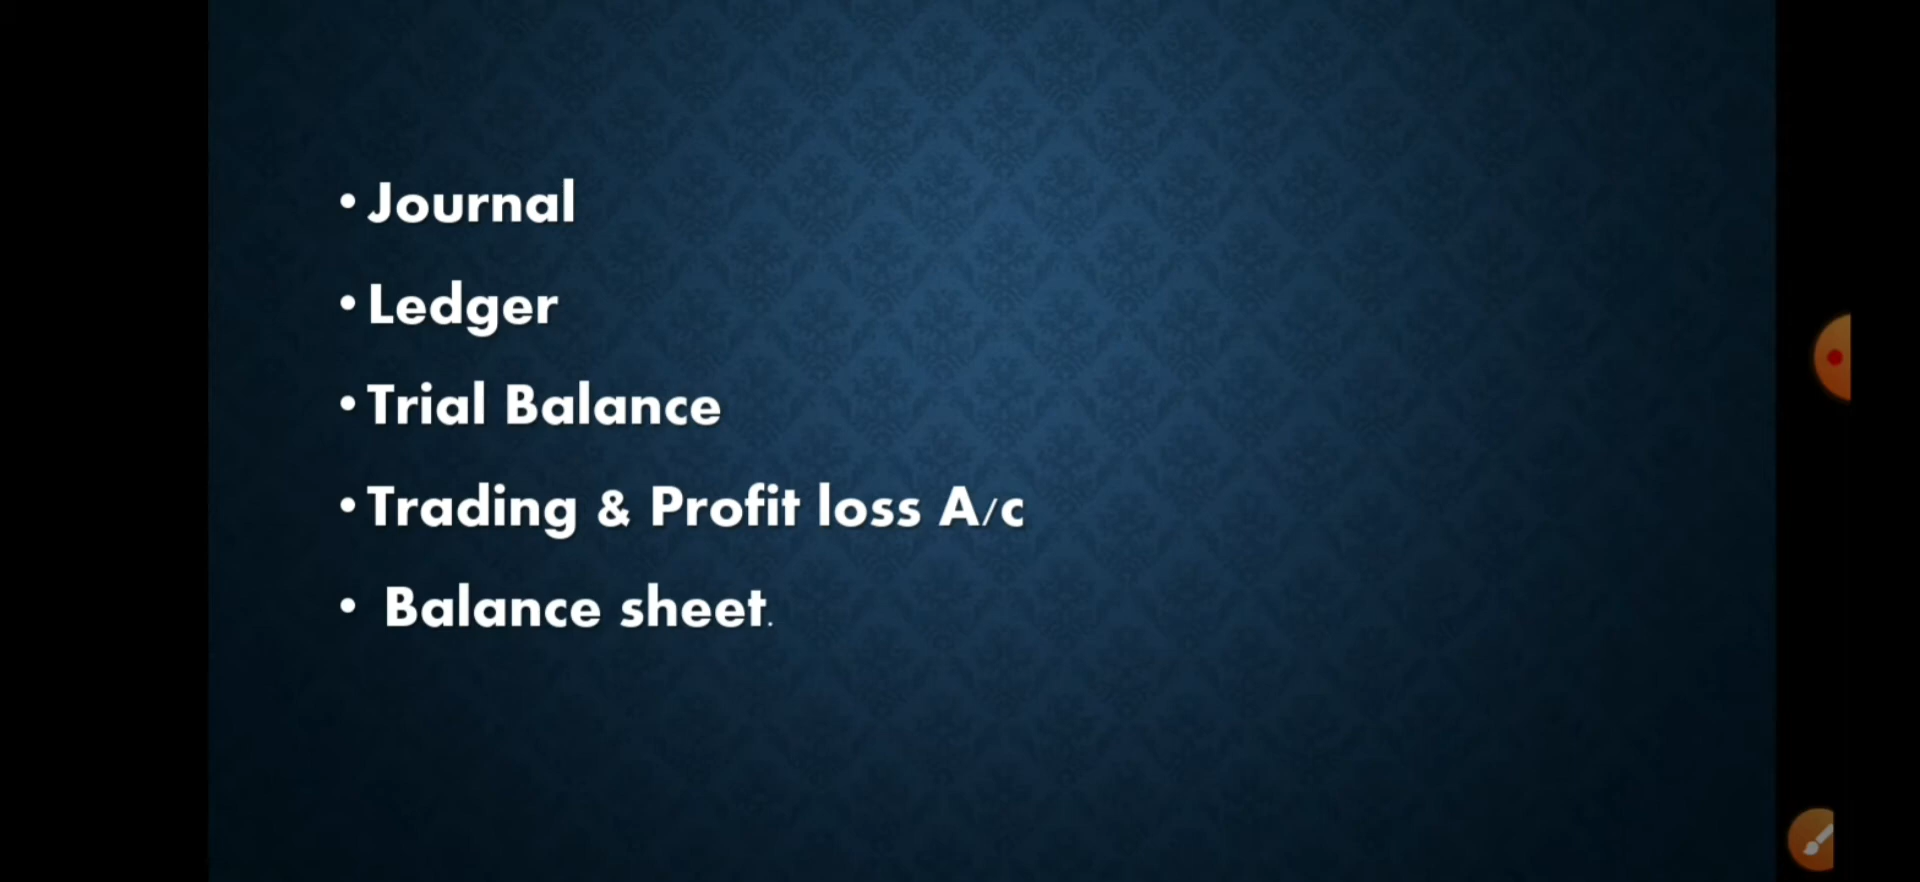 • Journal
• Ledger
• Trial Balance
• Trading & Profit loss A/c
• Balance sheet.